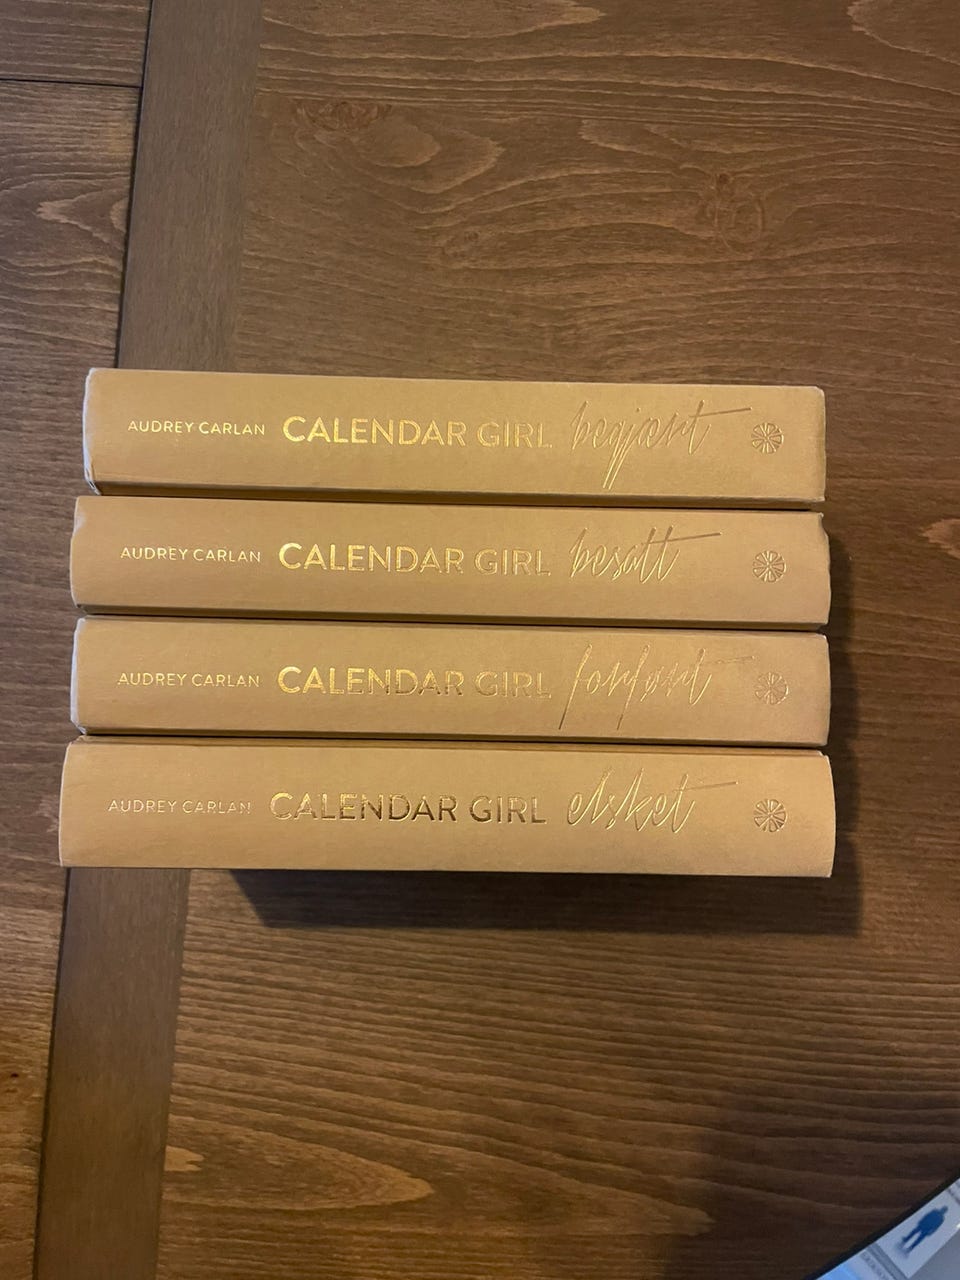 AUDREY CARLAN CALENDAR GIRL begjært
AUDREY CARLAN CALENDAR GIRL besatt
AUDREY CARLAN CALENDAR GIRL forført
AUDREY CARLAN CALENDAR GIRL elsket